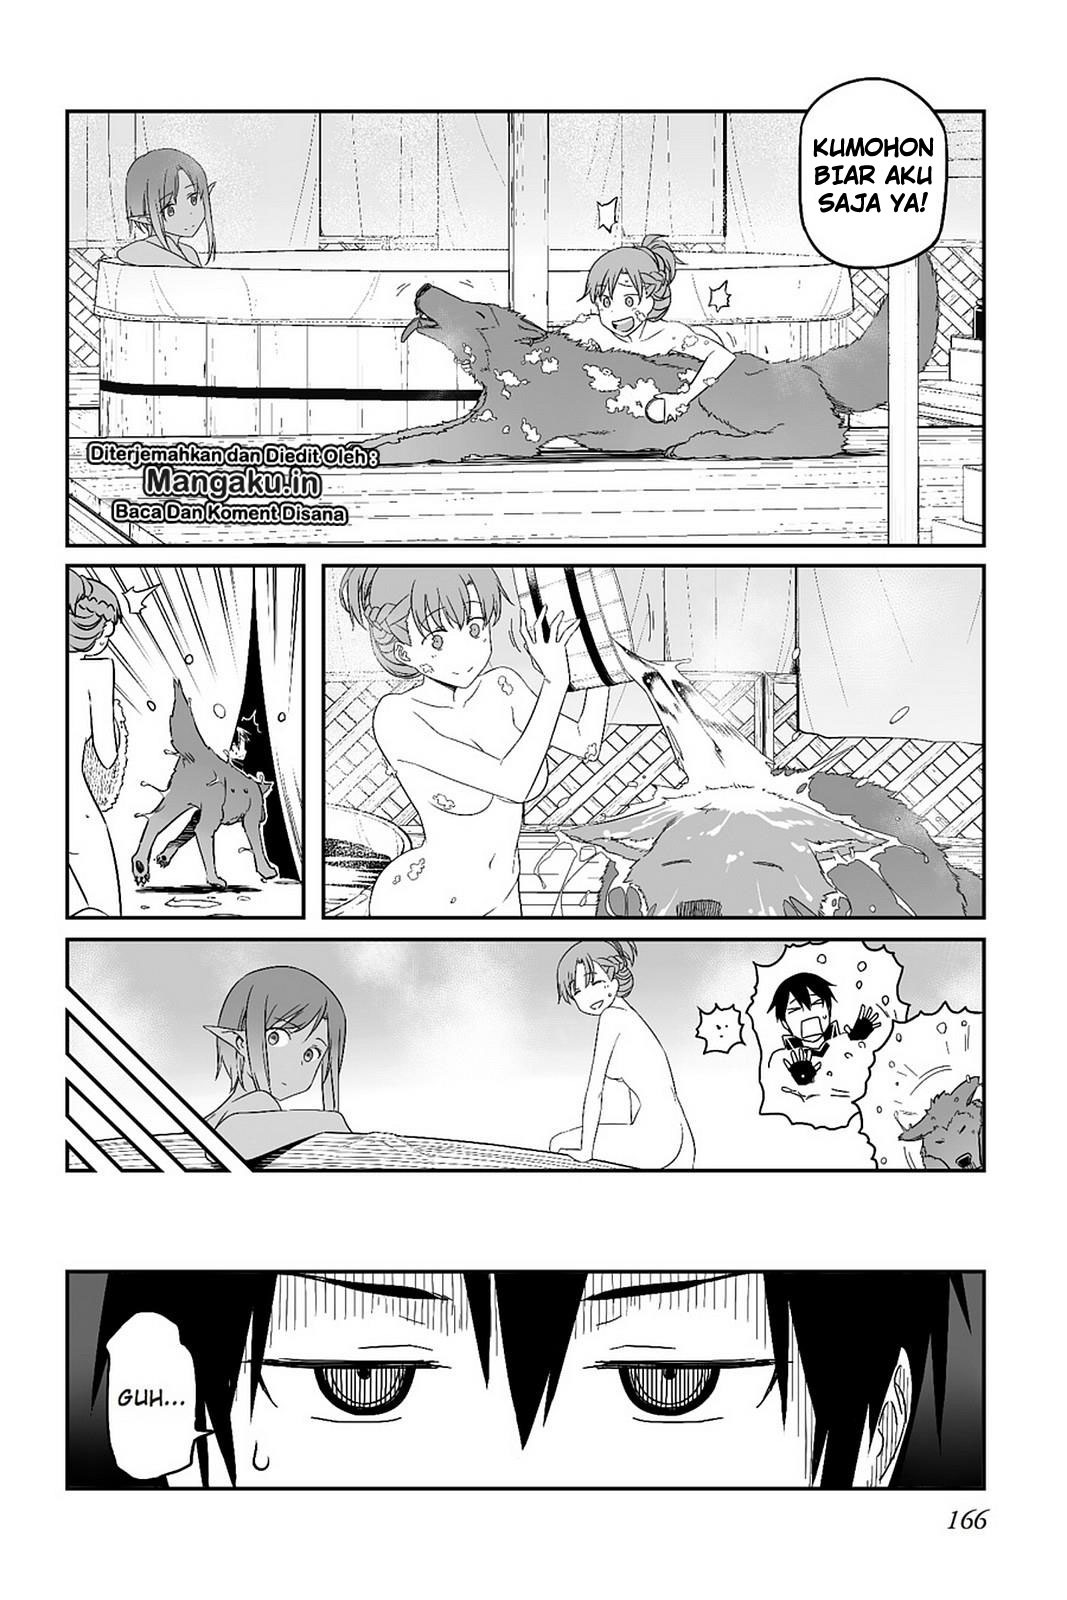 KUMOHON
BIAR AKU
SAJA YA!
Diterjemahkan dan Diedit Oleh :
Mangaku.in
Baca Dan Koment Disana
...
GUH...
166